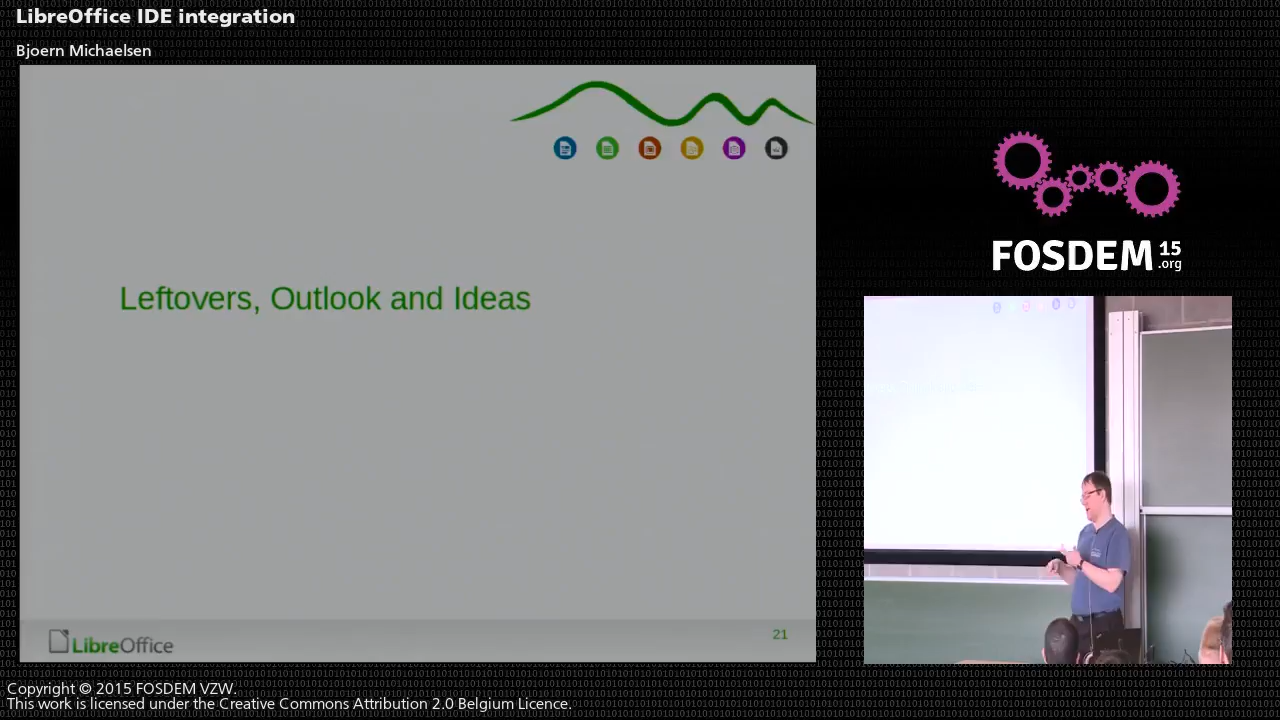 LibreOffice IDE integration
Bjoern Michaelsen
Leftovers, Outlook and Ideas
LibreOffice
21
FOSDEM 15
.org
Copyright © 2015 FOSDEM VZW.
This work is licensed under the Creative Commons Attribution 2.0 Belgium Licence.